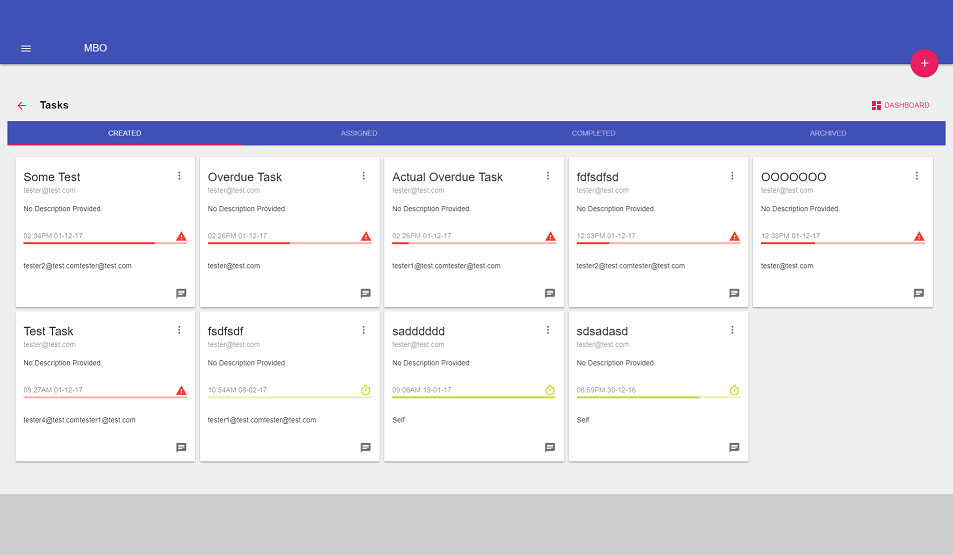 MBO
Tasks
DASHBOARD
CREATED ASSIGNED COMPLETED ARCHIVED
Some Test
tester@test.com
No Description Provided.
02:34PM 01-12-17
tester2@test.comtester@test.com
Overdue Task
tester@test.com
No Description Provided.
02:26PM 01-12-17
tester@test.com
Actual Overdue Task
tester@test.com
No Description Provided.
02:26PM 01-12-17
tester1@test.comtester@test.com
fdfsdfsd
tester@test.com
No Description Provided.
12:33PM 01-12-17
tester2@test.comtester@test.com
OOOOOOO
tester@test.com
No Description Provided.
12:33PM 01-12-17
tester@test.com
Test Task
tester@test.com
No Description Provided.
09:27AM 01-12-17
tester4@test.comtester1@test.com
fsdfsdf
tester@test.com
No Description Provided.
10:54AM 08-02-17
tester1@test.comtester@test.com
sadddddd
tester@test.com
No Description Provided.
09:06AM 19-01-17
Self
sdsadasd
tester@test.com
No Description Provided.
08:59PM 30-12-16
Self